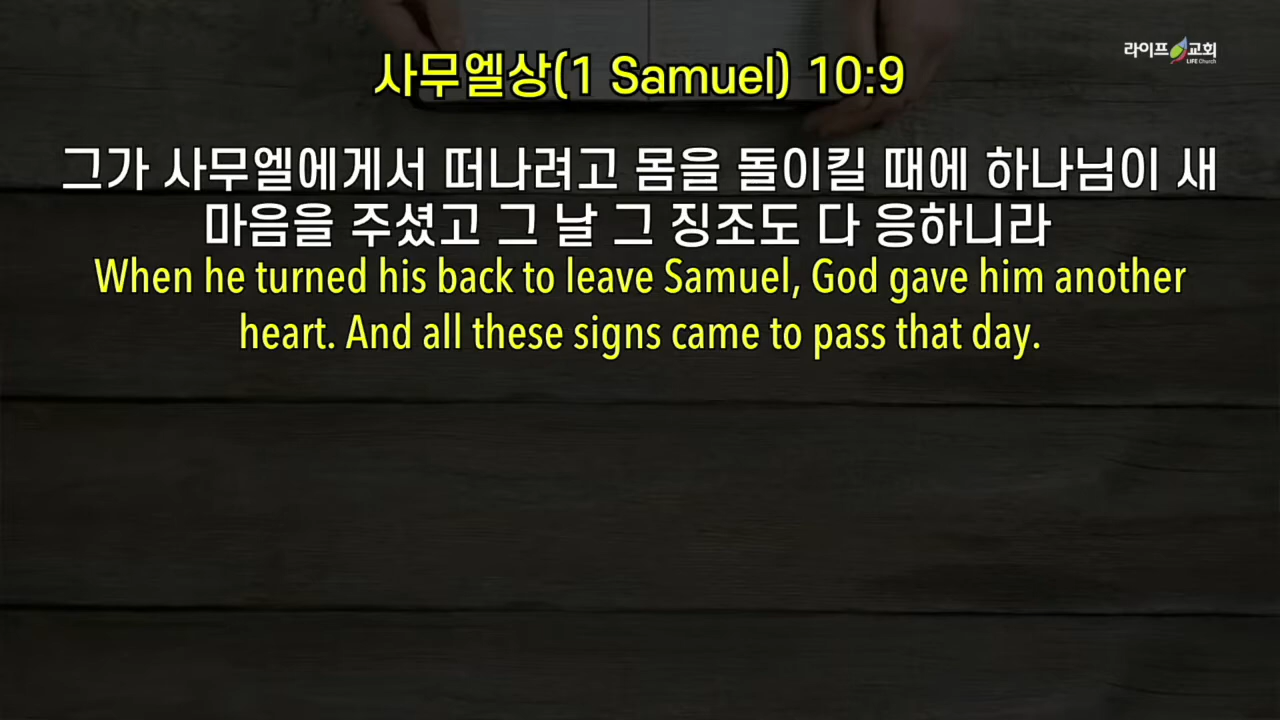 라이프 교회
LIFE Church
사무엘상(1 Samuel) 10:9
그가 사무엘에게서 떠나려고 몸을 돌이킬 때에 하나님이 새
마음을 주셨고 그 날 그 징조도 다 응하니라
When he turned his back to leave Samuel, God gave him another
heart. And all these signs came to pass that day.